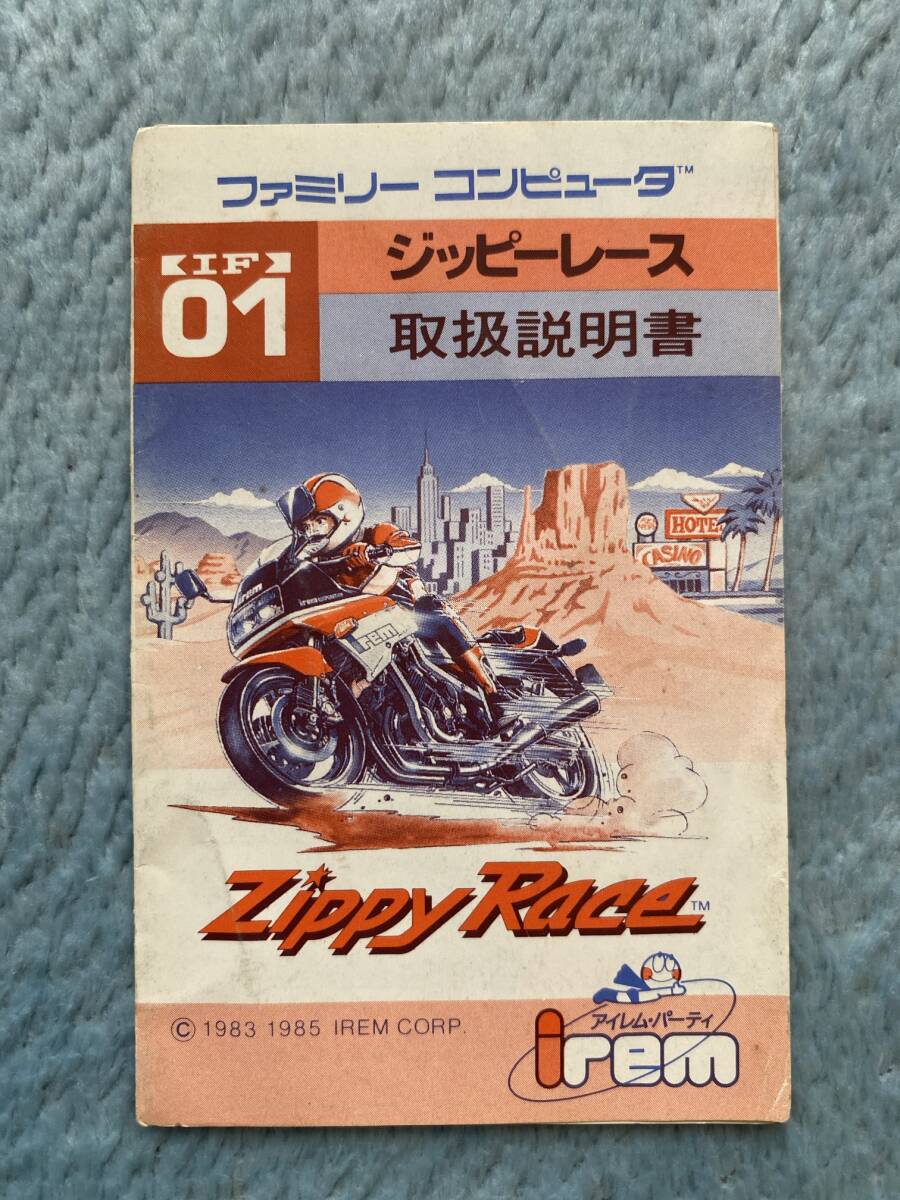 ファミリー コンピュータ™
IF
01
ジッピーレース
取扱説明書
HOTEL
CASINO
irem
irem
Zippy Race™
アイレム・パーティ
irem
© 1983 1985 IREM CORP.